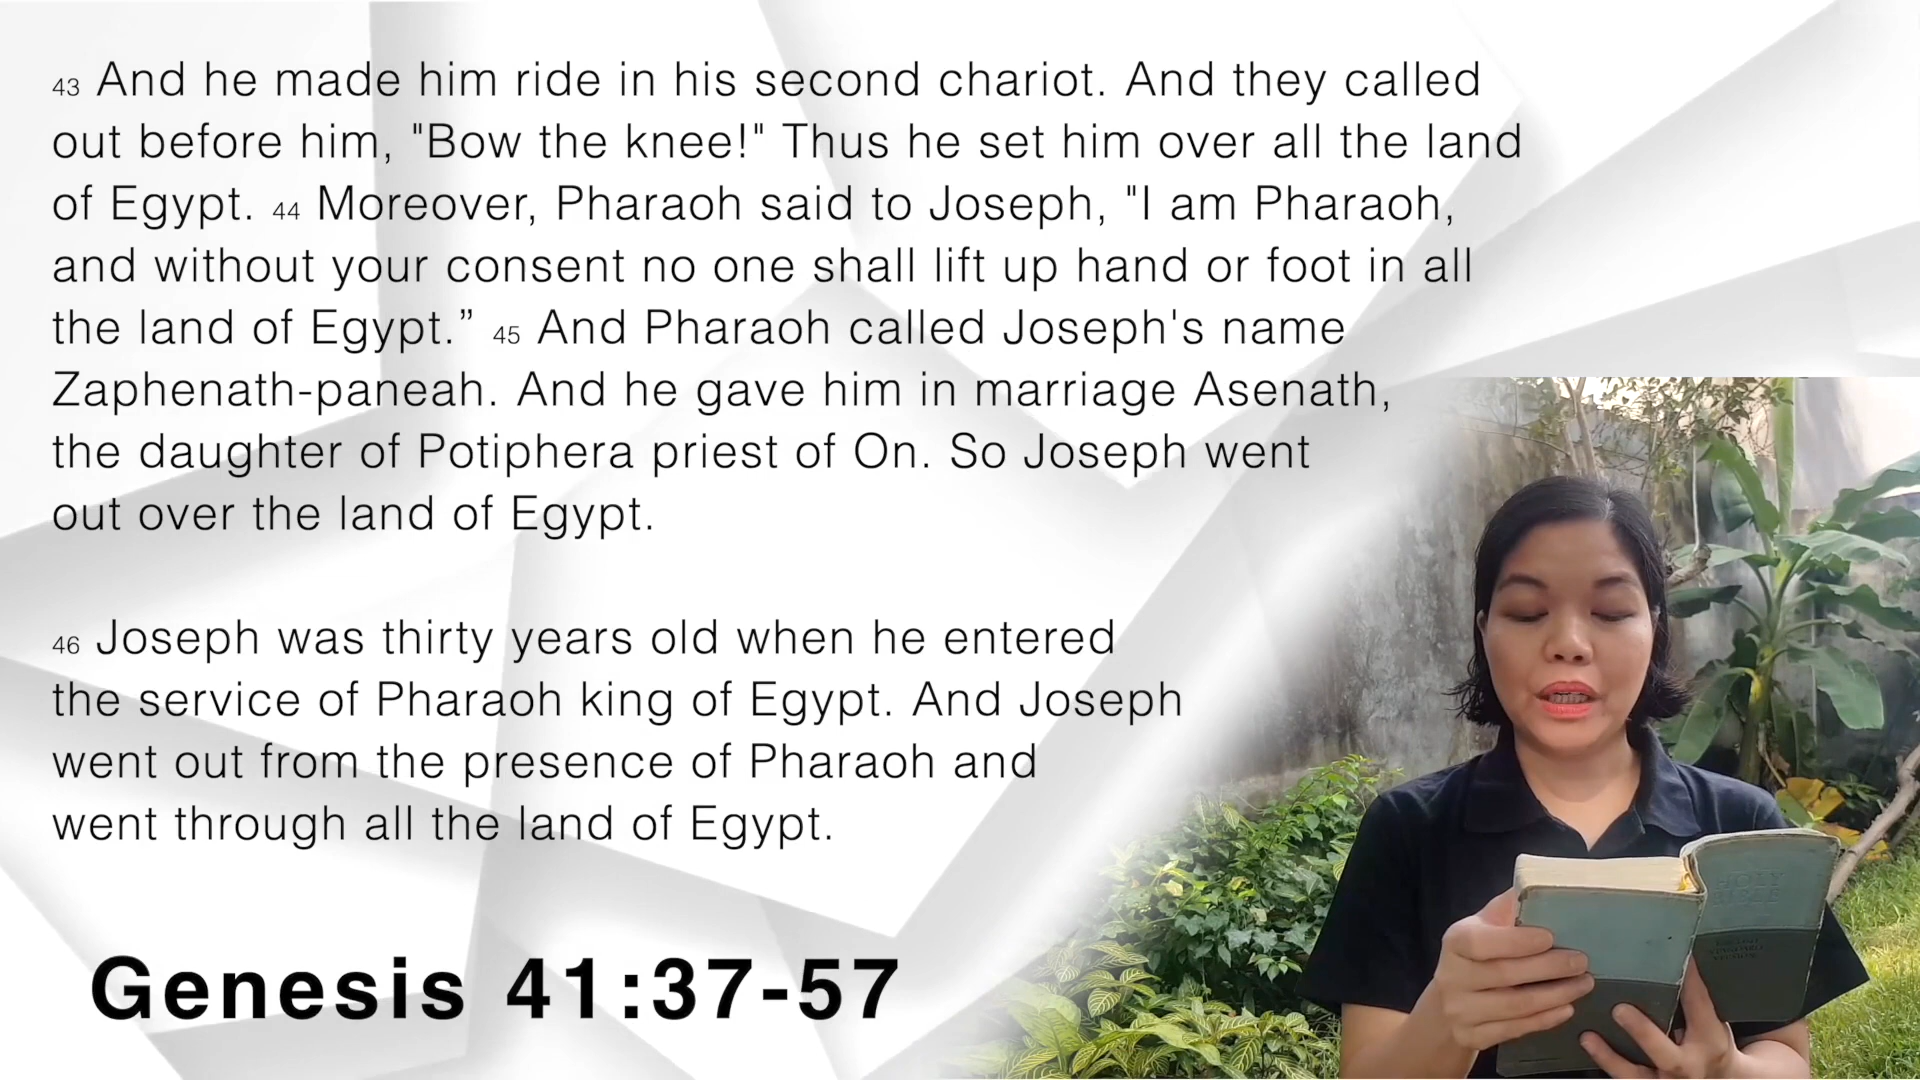 43 And he made him ride in his second chariot. And they called
out before him, "Bow the knee!" Thus he set him over all the land
of Egypt. 44 Moreover, Pharaoh said to Joseph, "I am Pharaoh,
and without your consent no one shall lift up hand or foot in all
the land of Egypt.” 45 And Pharaoh called Joseph's name
Zaphenath-paneah. And he gave him in marriage Asenath,
the daughter of Potiphera priest of On. So Joseph went
out over the land of Egypt.
46 Joseph was thirty years old when he entered
the service of Pharaoh king of Egypt. And Joseph
went out from the presence of Pharaoh and
went through all the land of Egypt.
Genesis 41:37-57
HOLY
BIBLE